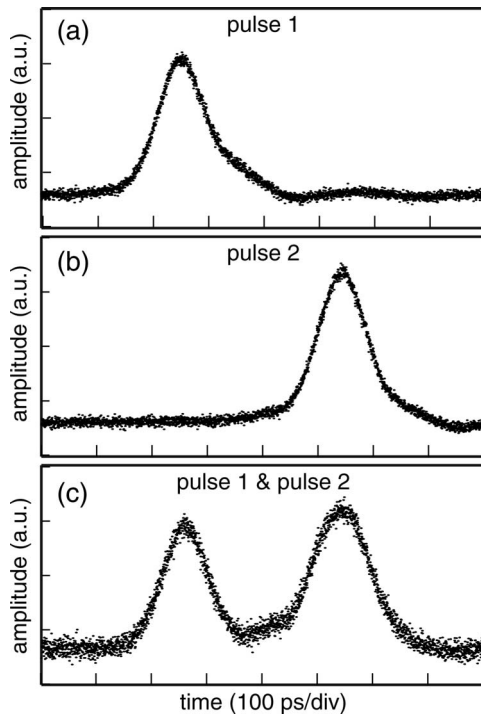 (a)
pulse 1
amplitude (a.u.)
(b)
pulse 2
amplitude (a.u.)
(c)
pulse 1 & pulse 2
amplitude (a.u.)
time (100 ps/div)